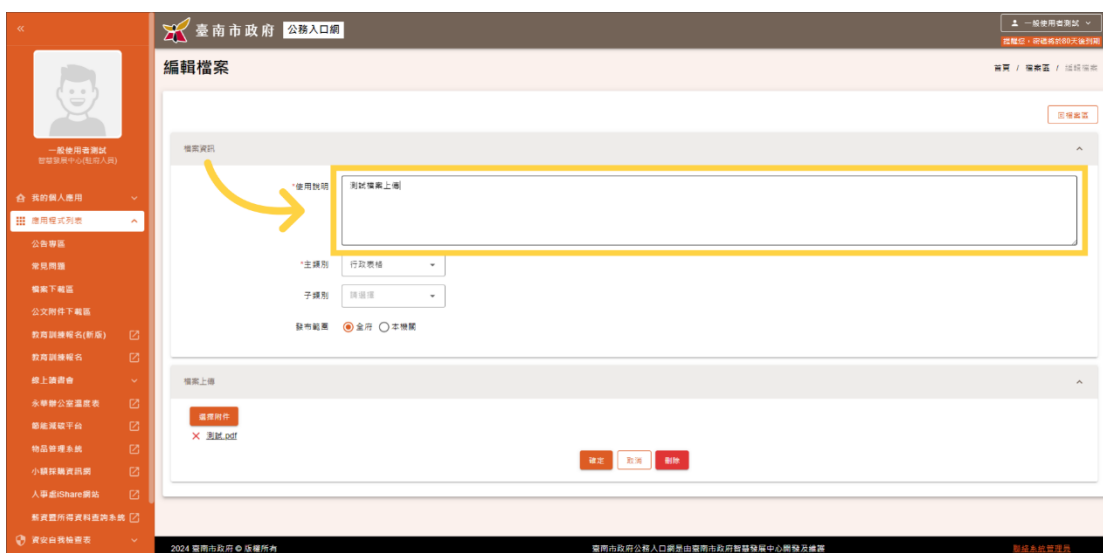 臺南市政府 公務入口網
一般使用者測試
提醒您，密碼將於80天後到期
編輯檔案
首頁 / 檔案區 / 編輯檔案
回檔案區
一般使用者測試
智慧發展中心(駐府人員)
我的個人應用
應用程式列表
公告專區
常見問題
檔案下載區
公文附件下載區
教育訓練報名(新版)
教育訓練報名
線上讀書會
永華辦公室溫度表
節能減碳平台
物品管理系統
小額採購資訊網
人事處iShare網站
薪資暨所得資料查詢系統
資安自我檢查表
檔案資訊
*使用說明
測試檔案上傳
*主類別 行政表格
子類別 請選擇
發布範圍 全府 本機關
檔案上傳
選擇附件
測試.pdf
確定 取消 刪除
2024 臺南市政府 © 版權所有
臺南市政府公務入口網是由臺南市政府智慧發展中心開發及維護
聯絡系統管理員